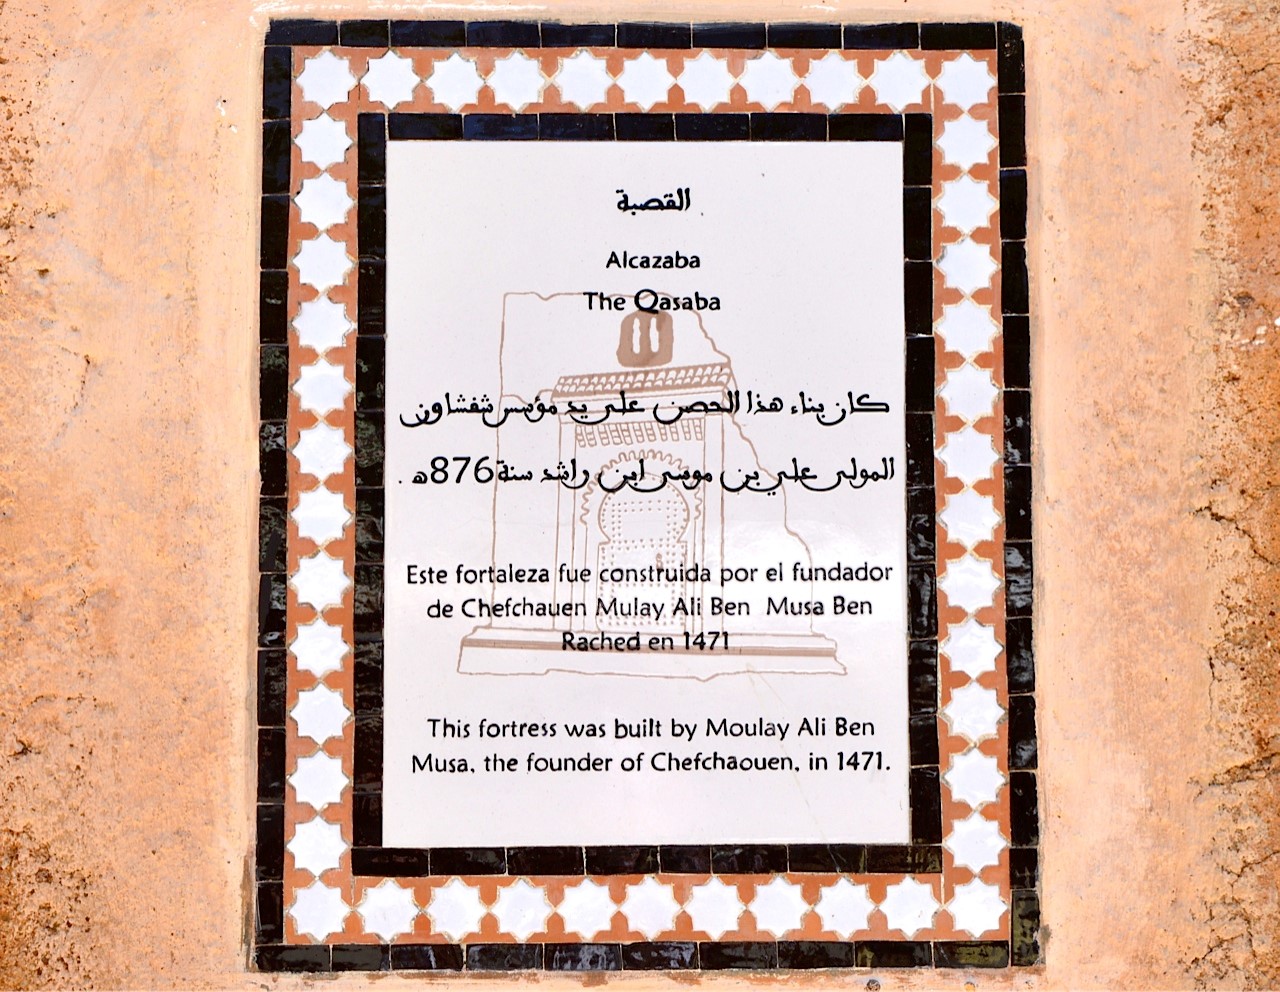 القصبة
Alcazaba
The Qasaba
كان بناء هذا الحصن على يد مؤسس شفشاون
المولى علي بن موسى ابن راشد سنة 876ه .
Este fortaleza fue construida por el fundador
de Chefchauen Mulay Ali Ben Musa Ben
Rached en 1471
This fortress was built by Moulay Ali Ben
Musa, the founder of Chefchaouen, in 1471.